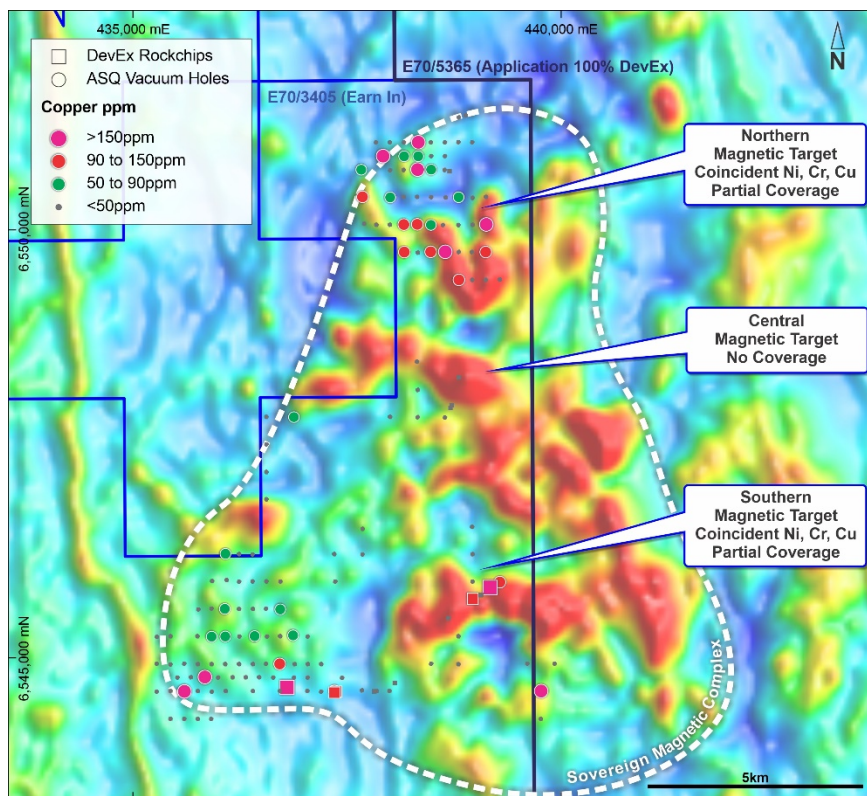 435,000 mE
440,000 mE
N
DevEx Rockchips
ASQ Vacuum Holes
Copper ppm
>150ppm
90 to 150ppm
50 to 90ppm
<50ppm
E70/5365 (Application 100% DevEx)
E70/3405 (Earn In)
6,550,000 mN
6,545,000 mN
Northern
Magnetic Target
Coincident Ni, Cr, Cu
Partial Coverage
Central
Magnetic Target
No Coverage
Southern
Magnetic Target
Coincident Ni, Cr, Cu
Partial Coverage
Sovereign Magnetic Complex
5km